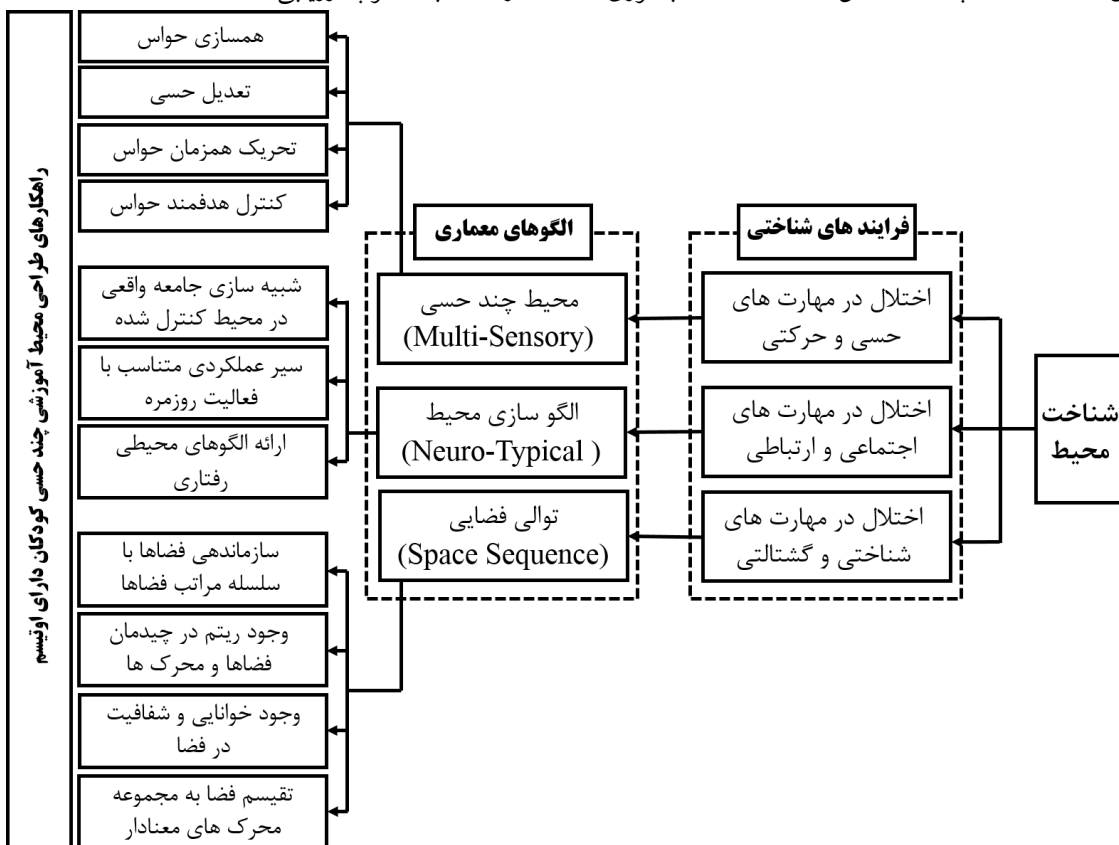 شناخت
محیط
فرایند های شناختی
اختلال در مهارت های
حسی و حرکتی
اختلال در مهارت های
اجتماعی و ارتباطی
اختلال در مهارت های
شناختی و گشتالتی
الگوهای معماری
محیط چند حسی
(Multi-Sensory)
الگو سازی محیط
(Neuro-Typical )
توالی فضایی
(Space Sequence)
همسازی حواس
تعدیل حسی
تحریک همزمان حواس
کنترل هدفمند حواس
شبیه سازی جامعه واقعی
در محیط کنترل شده
سیر عملکردی متناسب با
فعالیت روزمره
ارائه الگوهای محیطی
رفتاری
سازماندهی فضاها با
سلسله مراتب فضاها
وجود ریتم در چیدمان
فضاها و محرک ها
وجود خوانایی و شفافیت
در فضا
تقیسم فضا به مجموعه
محرک های معنادار
راهکارهای طراحی محیط آموزشی چند حسی کودکان دارای اوتیسم